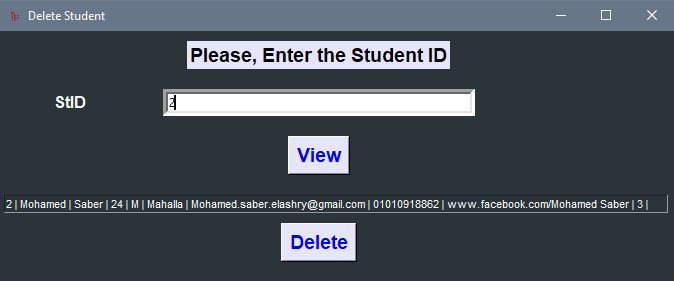 Delete Student
Please, Enter the Student ID
StID
2
View
2 | Mohamed | Saber | 24 | M | Mahalla | Mohamed.saber.elashry@gmail.com | 01010918862 | www.facebook.com/Mohamed Saber | 3 |
Delete